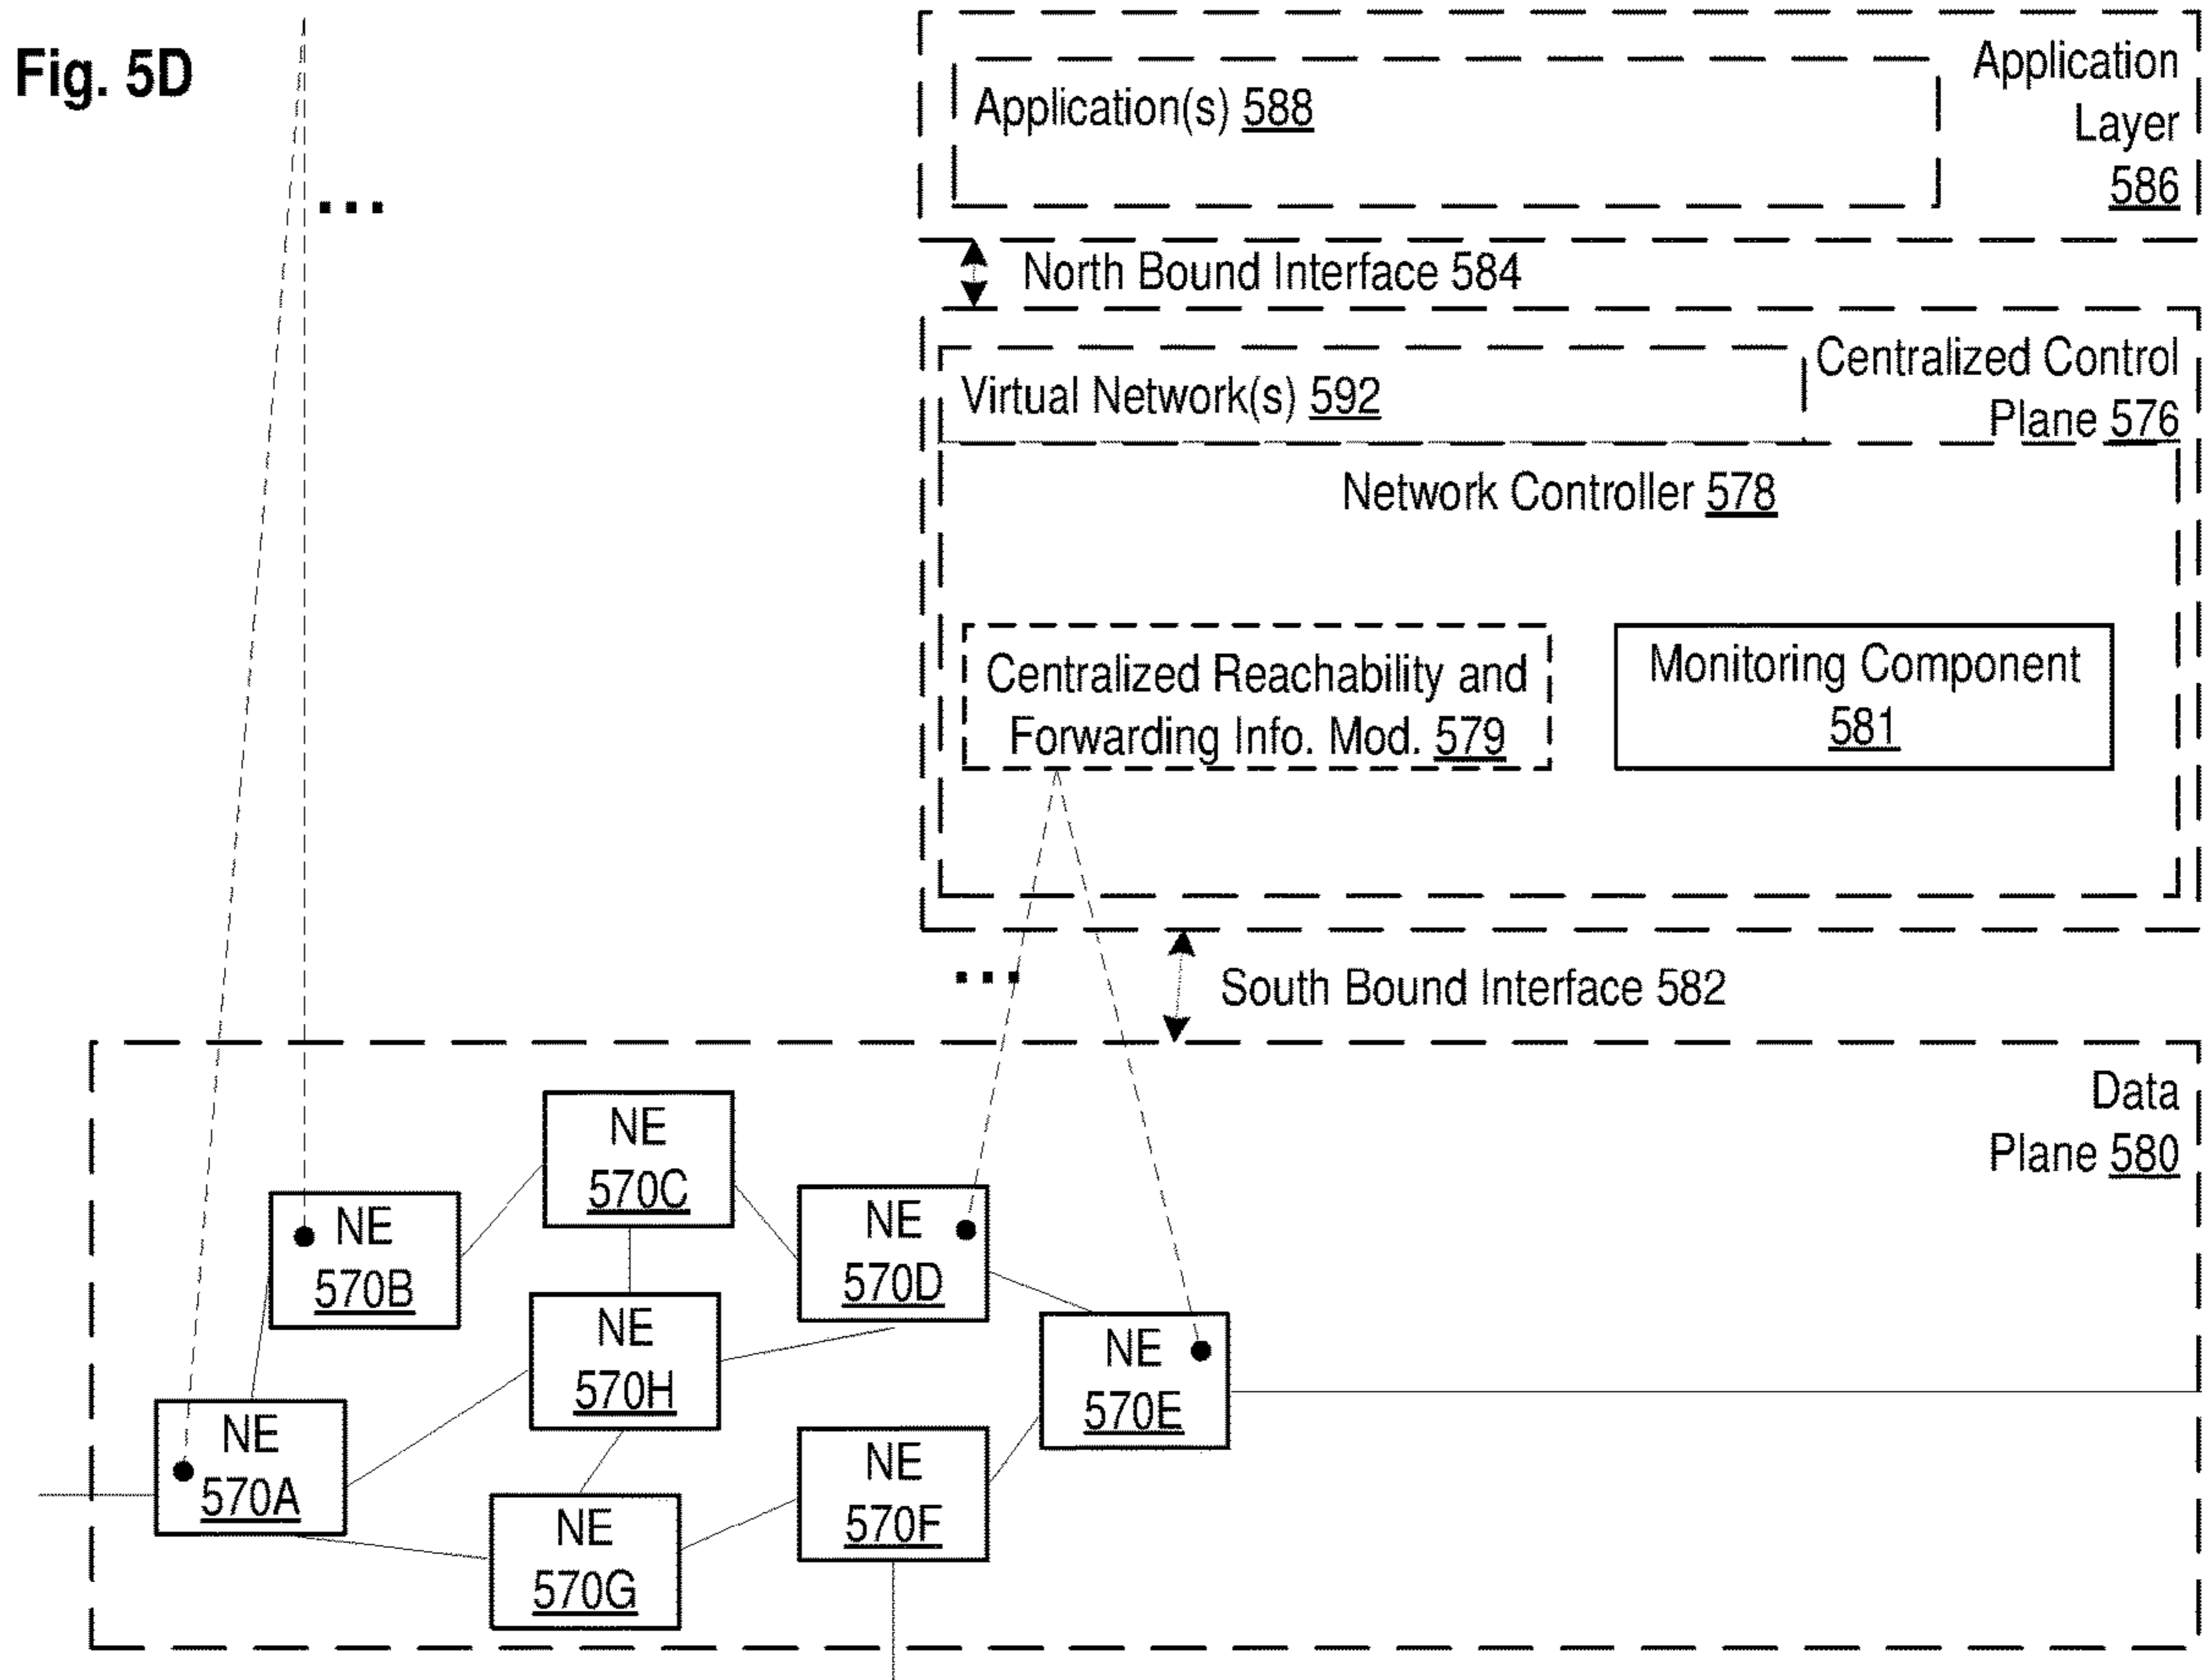 Fig. 5D
Application(s) 588
Application
Layer
586
North Bound Interface 584
Virtual Network(s) 592
Centralized Control
Plane 576
Network Controller 578
Centralized Reachability and
Forwarding Info. Mod. 579
Monitoring Component
581
South Bound Interface 582
Data
Plane 580
NE
570C
NE
570B
NE
570D
NE
570H
NE
570E
NE
570A
NE
570F
NE
570G